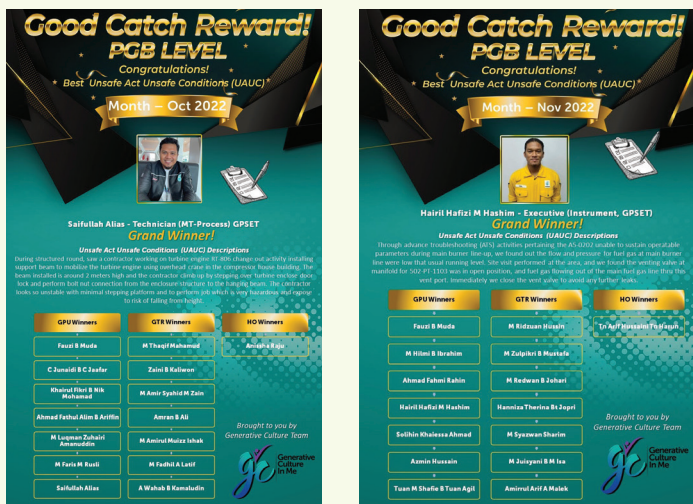 Good Catch Reward!
PGB LEVEL
Congratulations!
Best Unsafe Act Unsafe Conditions (UAUC)
Month – Oct 2022
Saifullah Alias - Technician (MT-Process) GPSET
Grand Winner!
Unsafe Act Unsafe Conditions (UAUC) Descriptions
During structured round, saw a contractor working on turbine engine RT-806 change out activity installing
support beam to mobilize the turbine using overhead crane in the compressor house building. The
beam installed is around 2 meters high and the contractor climb up by stepping over turbine enclose door
lock and perform bolt nut connection from the enclosure structure to the hanging beam. The contractor
looks so unstable with minimal stepping platform and to perform job which is very hazardous and expose
to risk of falling from height.
GPU Winners
Fauzi B Muda
C Junaidi B C Jaafar
Khairul Fikri B Nik
Mohamad
Ahmad Fathul Alim B Ariffin
M Luqman Zuhairi
Amanuddin
M Faris M Rusli
Saifullah Alias
GTR Winners
M Thaqif Mahamud
Zaini B Kaliwon
M Amir Syahid M Zain
Amran B Ali
M Amirul Muizz Ishak
M Fadhil A Latif
A Wahab B Kamaludin
HO Winners
Anissha Raju
Brought to you by
Generative Culture Team
Generative
Culture
In Me
Good Catch Reward!
PGB LEVEL
Congratulations!
Best Unsafe Act Unsafe Conditions (UAUC)
Month – Nov 2022
Hairil Hafizi M Hashim - Executive (Instrument, GPSET)
Grand Winner!
Unsafe Act Unsafe Conditions (UAUC) Descriptions
Through advance troubleshooting (ATS) activities pertaining the AS-0202 unable to sustain operatable
parameters during main burner line-up, we found out the flow and pressure for fuel gas at main burner
line were low that usual running level. Site visit performed at the area, and we found the venting value at
manifold for S02-PT-1103 was in open position, and fuel gas flowing out of the main fuel gas line thru this
vent port. Immediately we close the vent valve to avoid any further leaks.
GPU Winners
Fauzi B Muda
M Hilmi B Ibrahim
Ahmad Fahmi Rahin
Hairil Hafizi M Hashim
Solihin Khalessa Ahmad
Azmin Hussain
Tuan M Shafie B Tuan Agil
GTR Winners
M Ridzuan Hussin
M Zulpikri B Mustafa
M Redwan B Johari
Hanniza Therina Bt Jopri
M Syazwan Sharim
M Juisyani B M Isa
Amirrul Arif A Malek
HO Winners
Tn Arif Hussaini Tn Harun
Brought to you by
Generative Culture Team
Generative
Culture
In Me